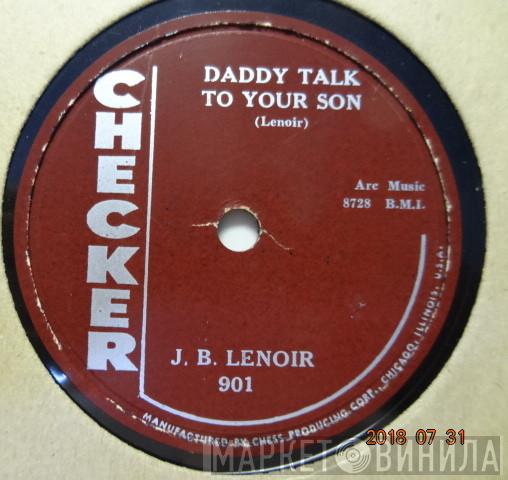 CHECKER
DADDY TALK
TO YOUR SON
(Lenoir)
Arc Music
8728 B.M.I.
J. B. LENOIR
901
MANUFACTURED BY CHESS PRODUCING CORP., CHICAGO, ILLINOIS, U.S.A.
2018 07 31
МАРКЕТ ВИНИЛА